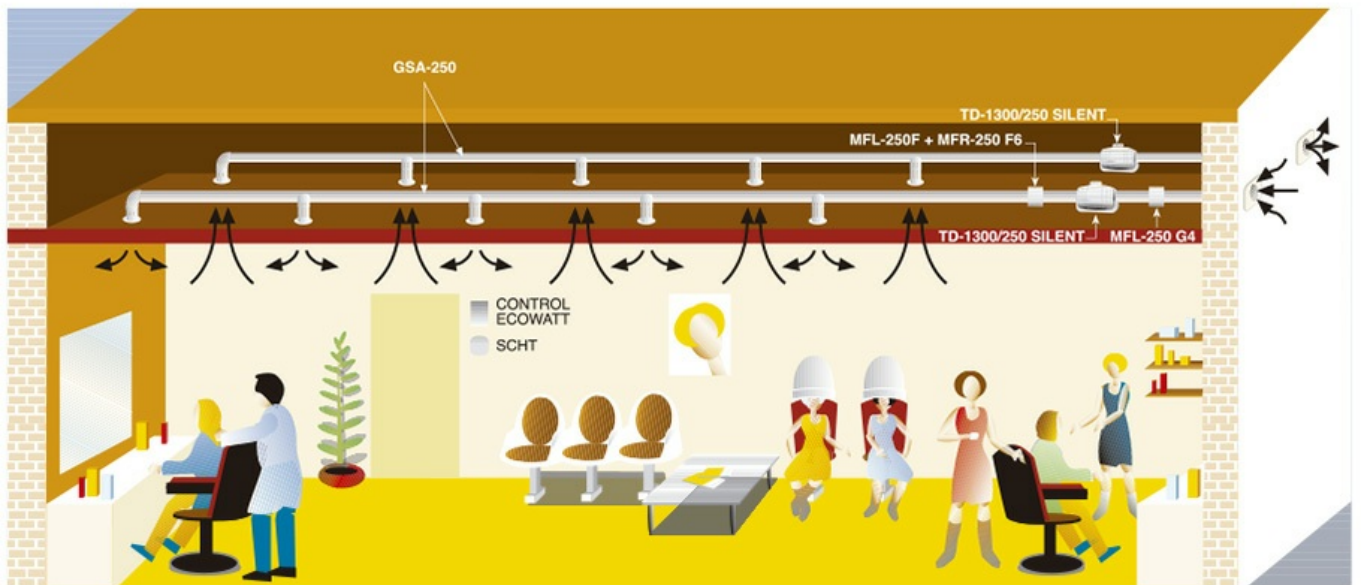 GSA-250
TD-1300/250 SILENT
MFL-250F + MFR-250 F6
TD-1300/250 SILENT
MFL-250 G4
CONTROL
ECOWATT
SCHT